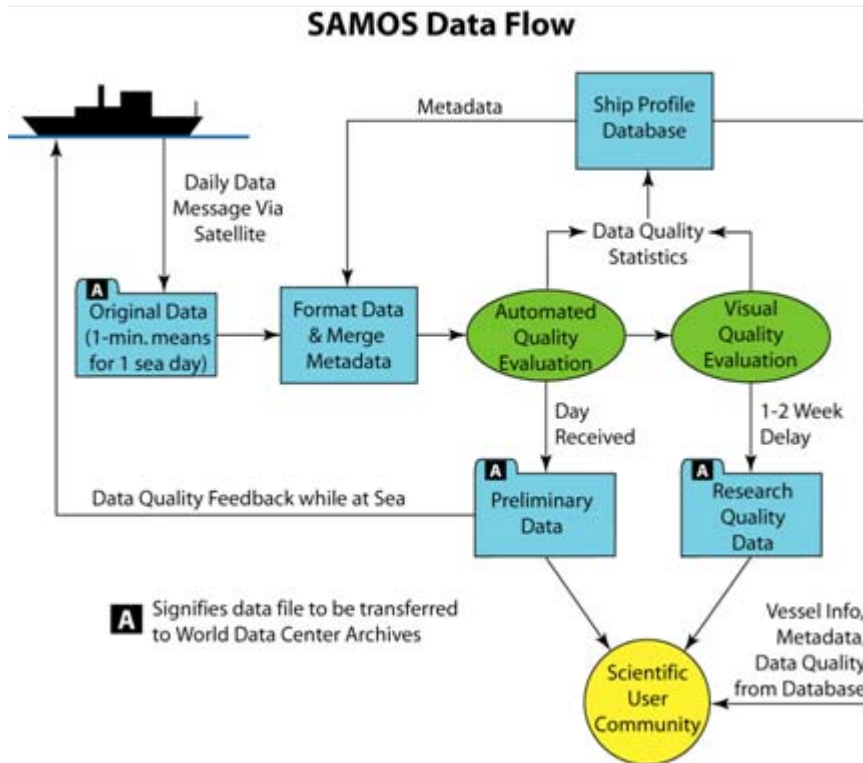 SAMOS Data Flow
Metadata
Ship Profile
Database
Daily Data
Message Via
Satellite
Data Quality
Statistics
A
Original Data
(1-min. means
for 1 sea day)
Format Data
& Merge
Metadata
Automated
Quality
Evaluation
Visual
Quality
Evaluation
Day
Received
1-2 Week
Delay
Data Quality Feedback while at Sea
A
Preliminary
Data
A
Research
Quality
Data
A
Signifies data file to be transferred
to World Data Center Archives
Scientific
User
Community
Vessel Info,
Metadata,
Data Quality
from Database